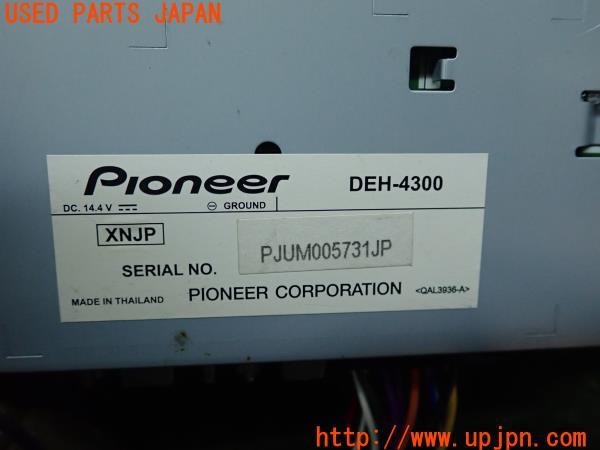 USED PARTS JAPAN
Pioneer DEH-4300
DC. 14.4 V ⊖ GROUND
XNJP
SERIAL NO. PJUM005731JP
MADE IN THAILAND PIONEER CORPORATION <QAL3936-A>
http://www.upjpn.com